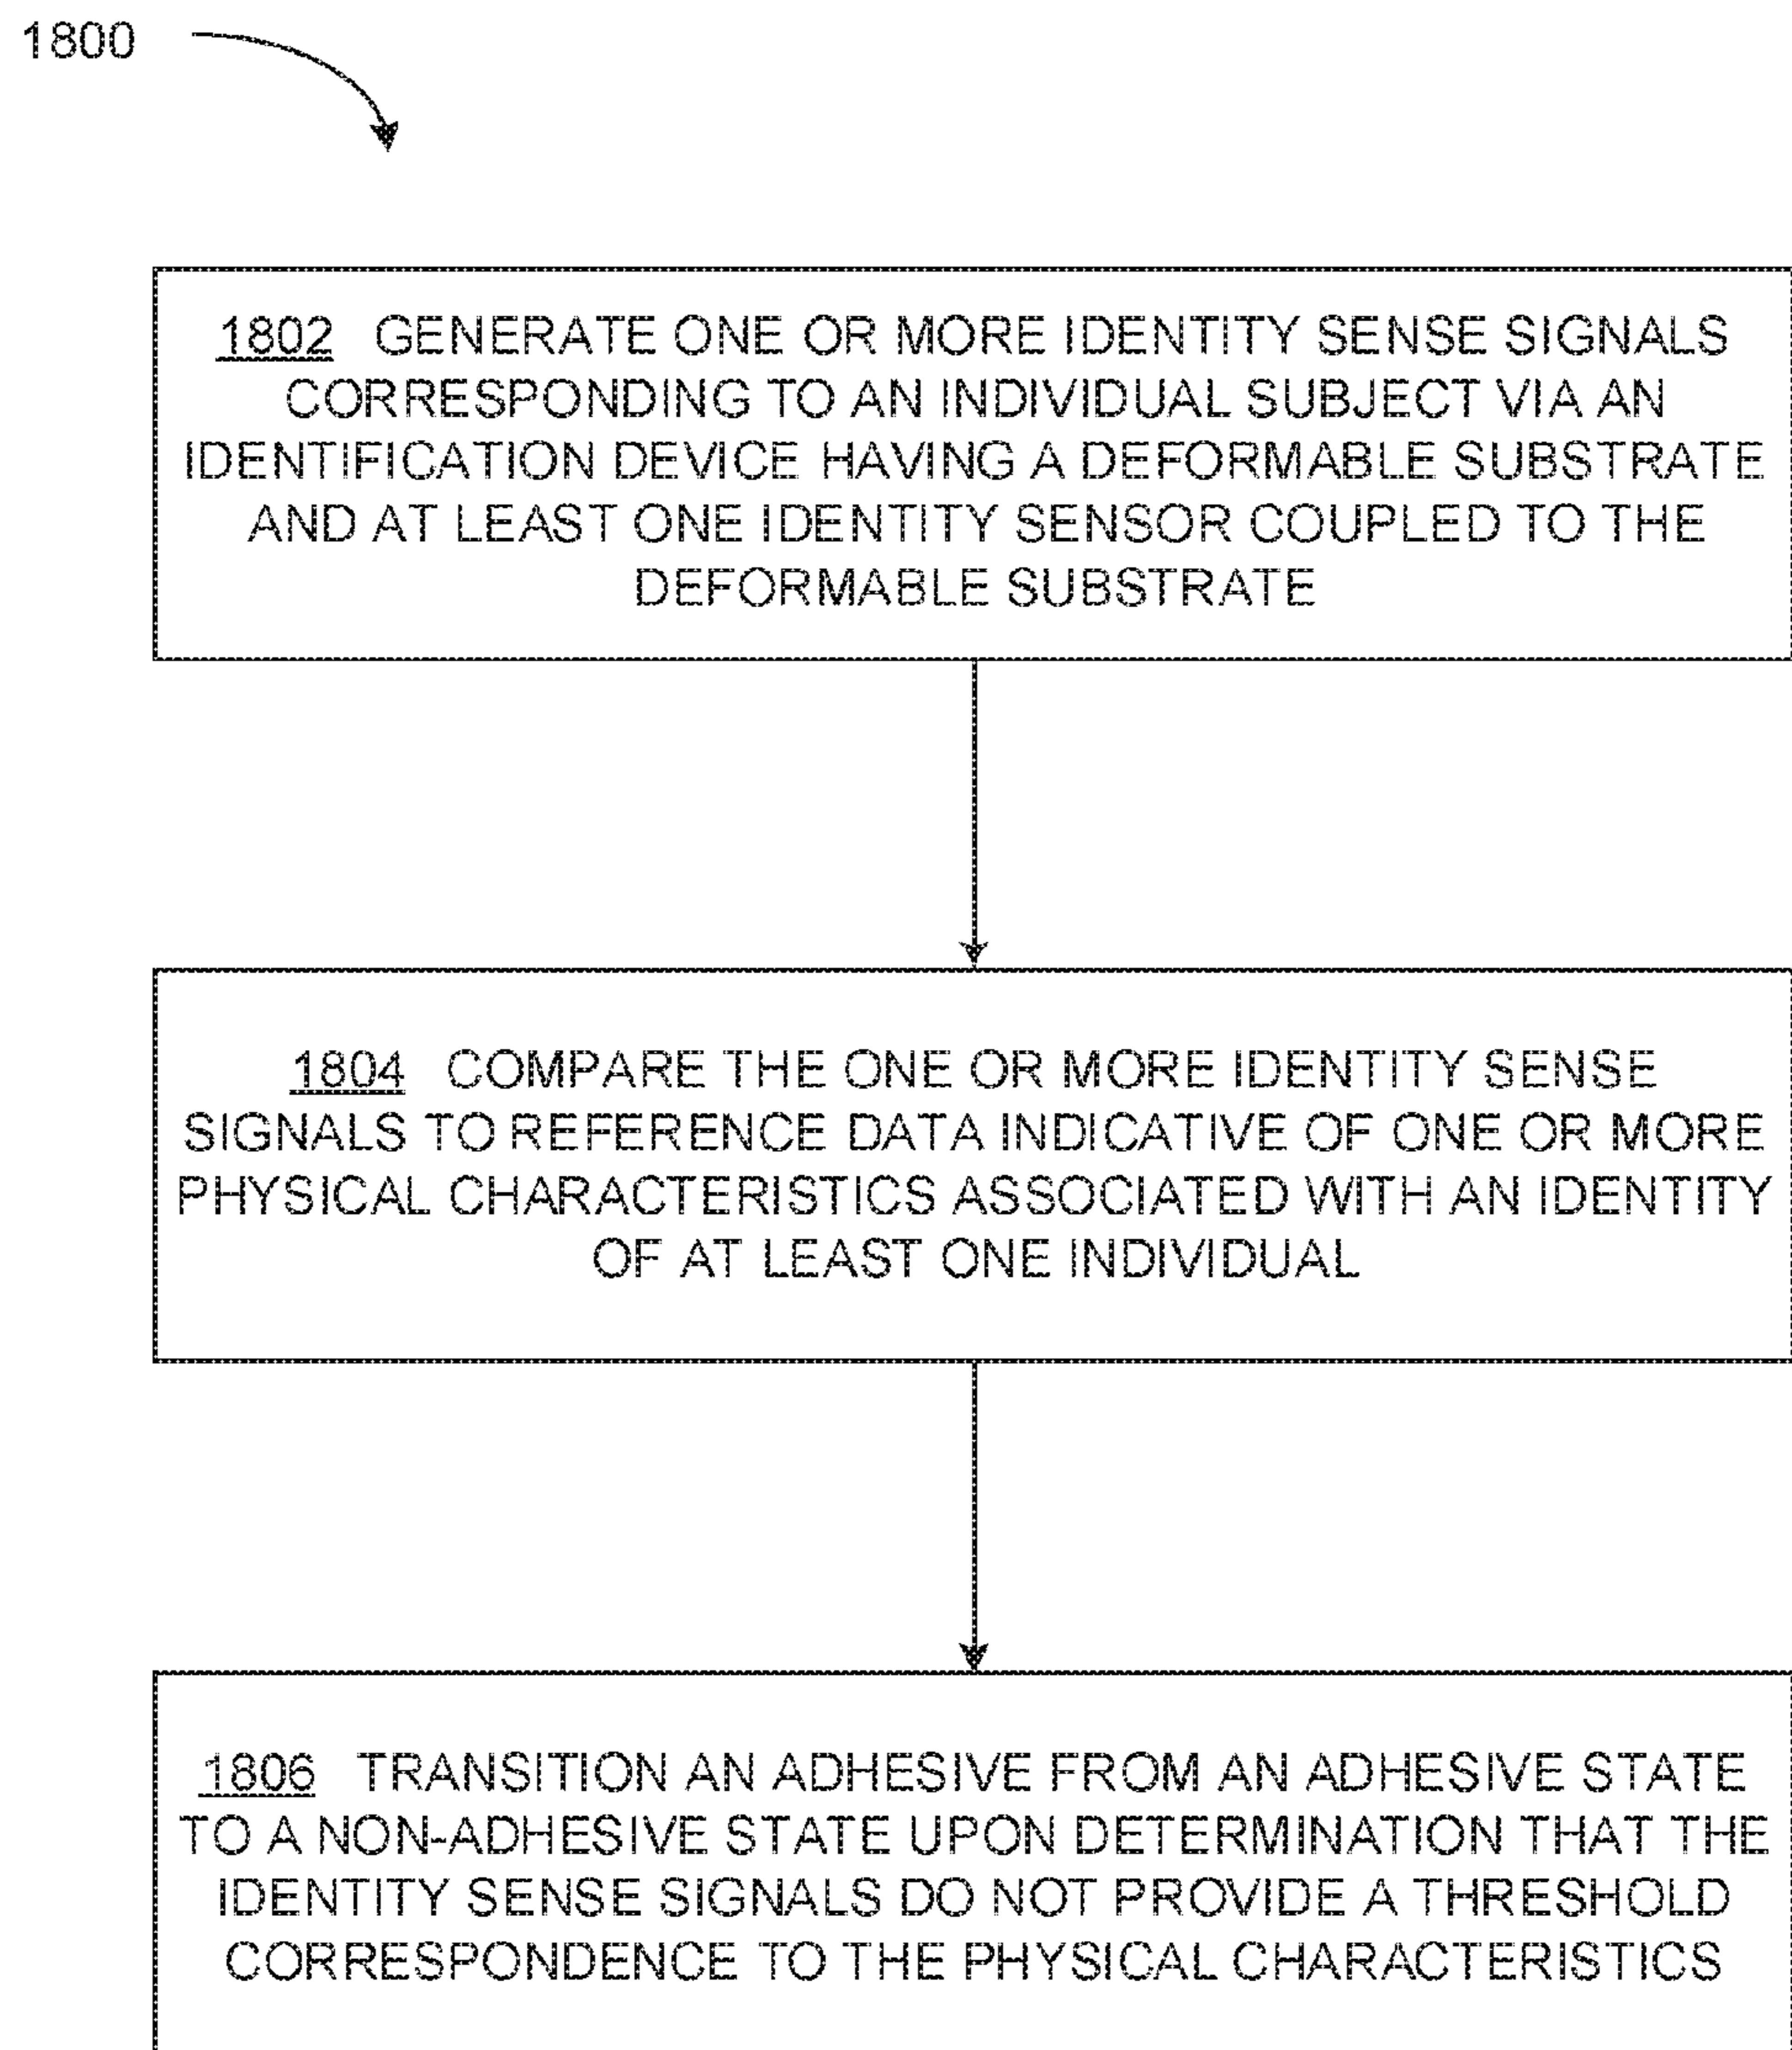 1800
1802 GENERATE ONE OR MORE IDENTITY SENSE SIGNALS
CORRESPONDING TO AN INDIVIDUAL SUBJECT VIA AN
IDENTIFICATION DEVICE HAVING A DEFORMABLE SUBSTRATE
AND AT LEAST ONE IDENTITY SENSOR COUPLED TO THE
DEFORMABLE SUBSTRATE
1804 COMPARE THE ONE OR MORE IDENTITY SENSE
SIGNALS TO REFERENCE DATA INDICATIVE OF ONE OR MORE
PHYSICAL CHARACTERISTICS ASSOCIATED WITH AN IDENTITY
OF AT LEAST ONE INDIVIDUAL
1806 TRANSITION AN ADHESIVE FROM AN ADHESIVE STATE
TO A NON-ADHESIVE STATE UPON DETERMINATION THAT THE
IDENTITY SENSE SIGNALS DO NOT PROVIDE A THRESHOLD
CORRESPONDENCE TO THE PHYSICAL CHARACTERISTICS